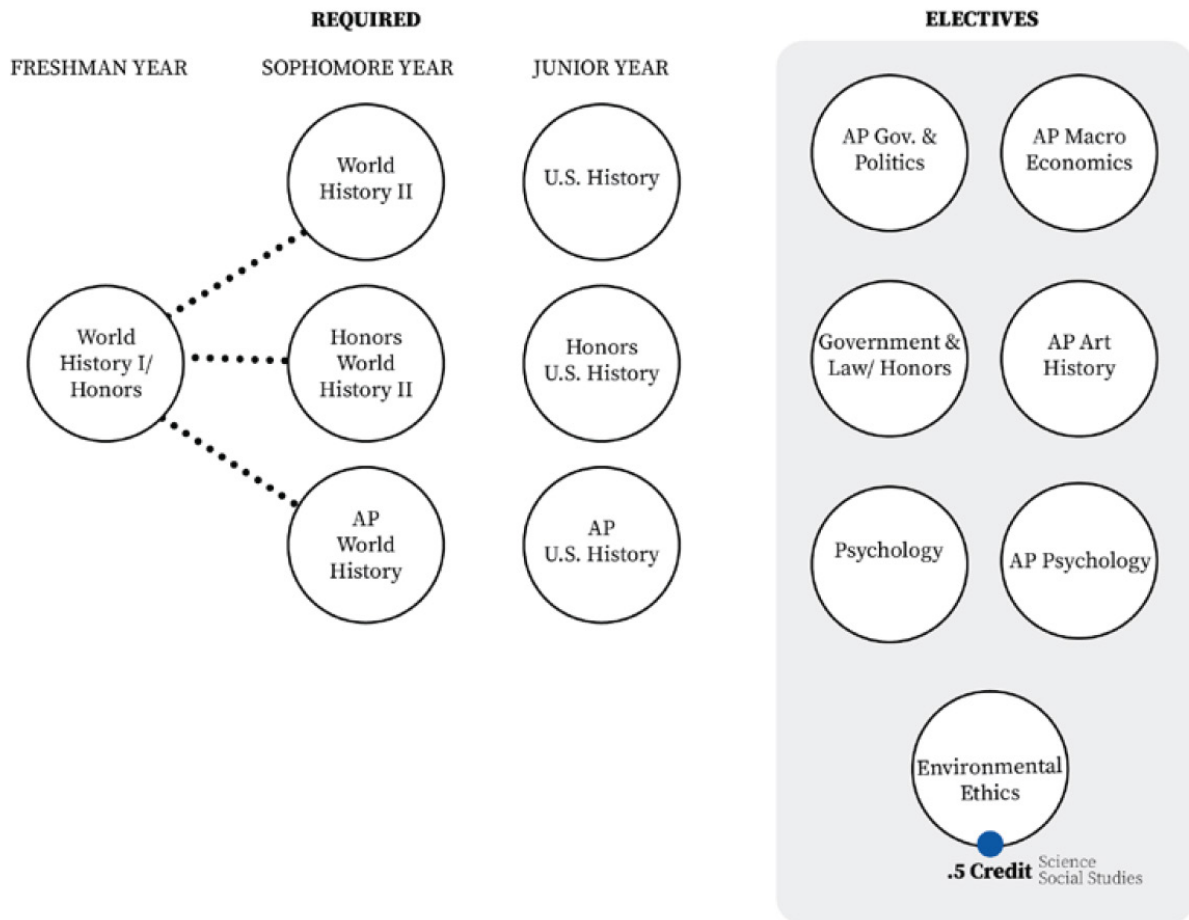 REQUIRED
FRESHMAN YEAR
SOPHOMORE YEAR
JUNIOR YEAR
World
History I/
Honors
World
History II
Honors
World
History II
AP
World
History
U.S. History
Honors
U.S. History
AP
U.S. History
ELECTIVES
AP Gov. &
Politics
AP Macro
Economics
Government &
Law/ Honors
AP Art
History
Psychology
AP Psychology
Environmental
Ethics
.5 Credit
Science
Social Studies